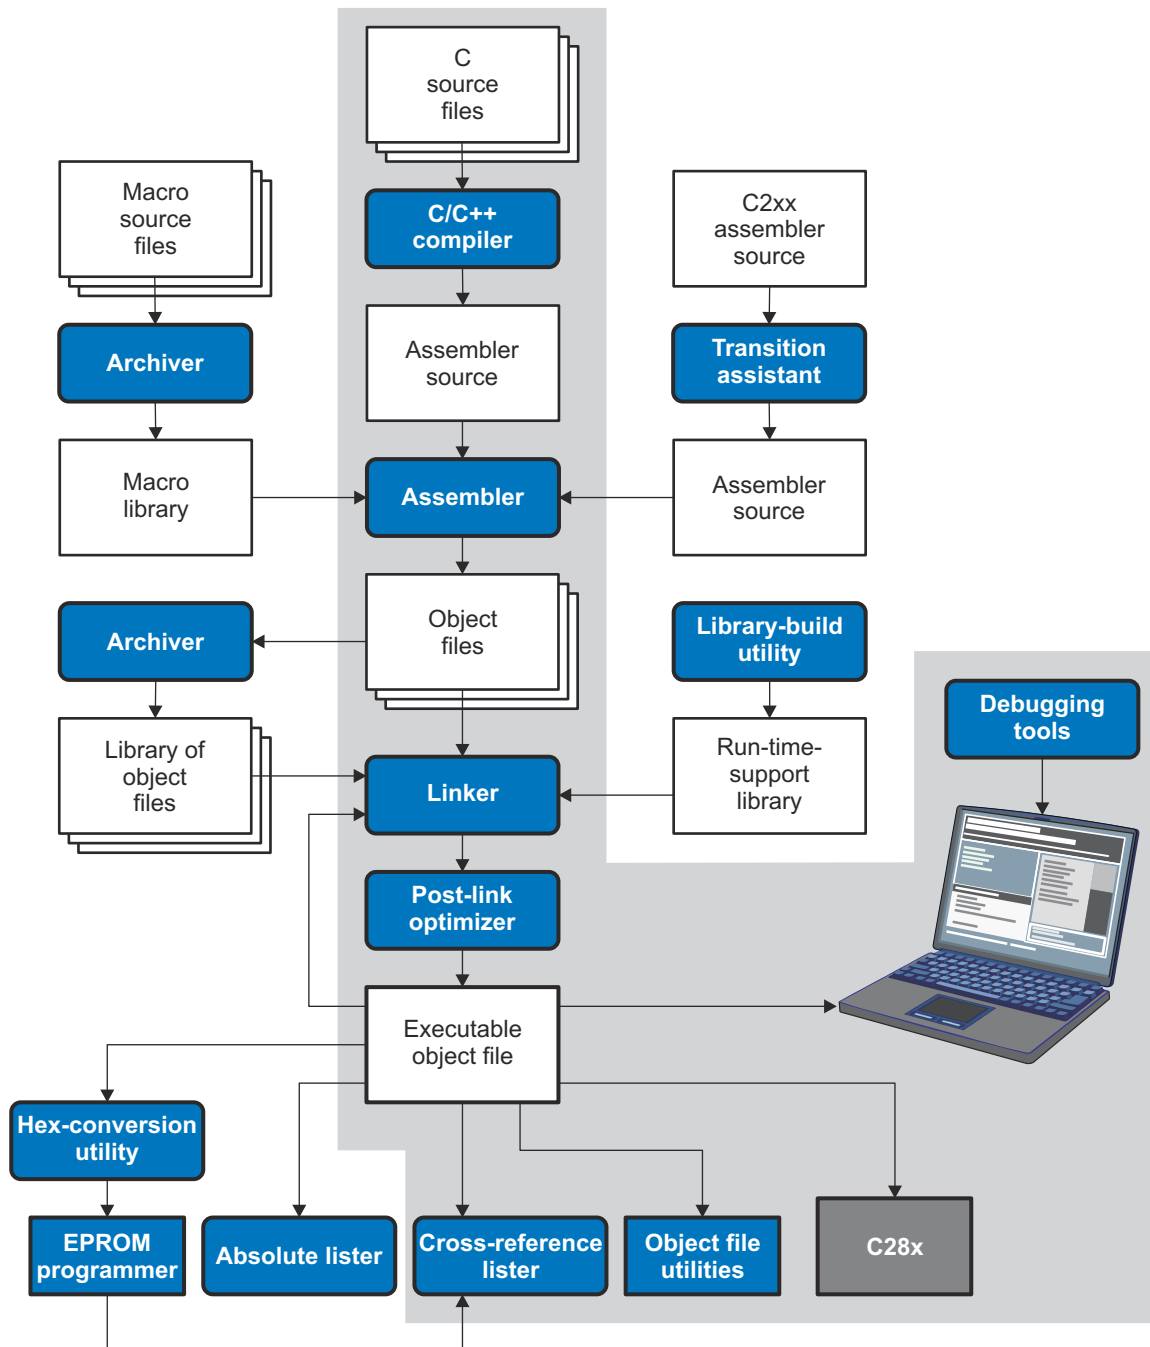 C
source
files
Macro
source
files
C/C++
compiler
C2xx
assembler
source
Archiver
Assembler
source
Transition
assistant
Macro
library
Assembler
Assembler
source
Archiver
Object
files
Library-build
utility
Debugging
tools
Library of
object
files
Linker
Run-time-
support
library
Post-link
optimizer
Executable
object file
Hex-conversion
utility
EPROM
programmer
Absolute lister
Cross-reference
lister
Object file
utilities
C28x